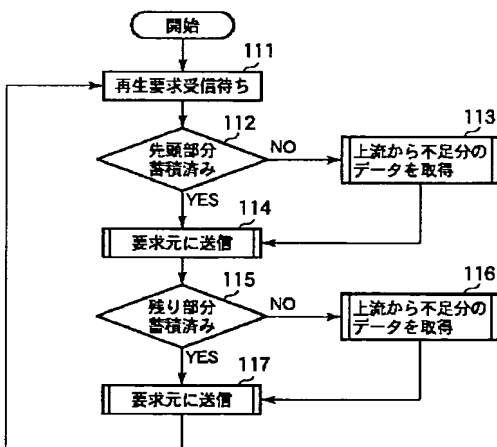 開始
111
再生要求受信待ち
112
先頭部分
蓄積済み
NO
113
上流から不足分の
データを取得
YES
114
要求元に送信
115
残り部分
蓄積済み
NO
116
上流から不足分の
データを取得
YES
117
要求元に送信